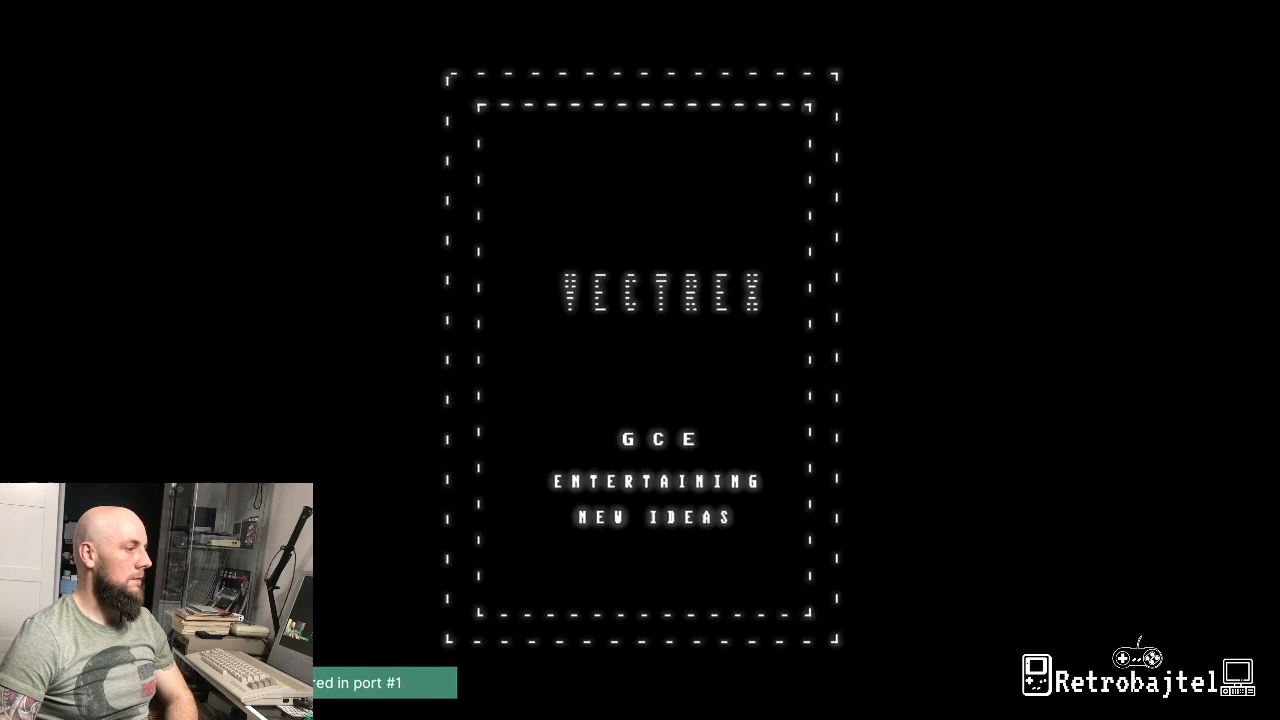 VECTREX
GCE
ENTERTAINING
NEW IDEAS
red in port #1
Retrobajtel